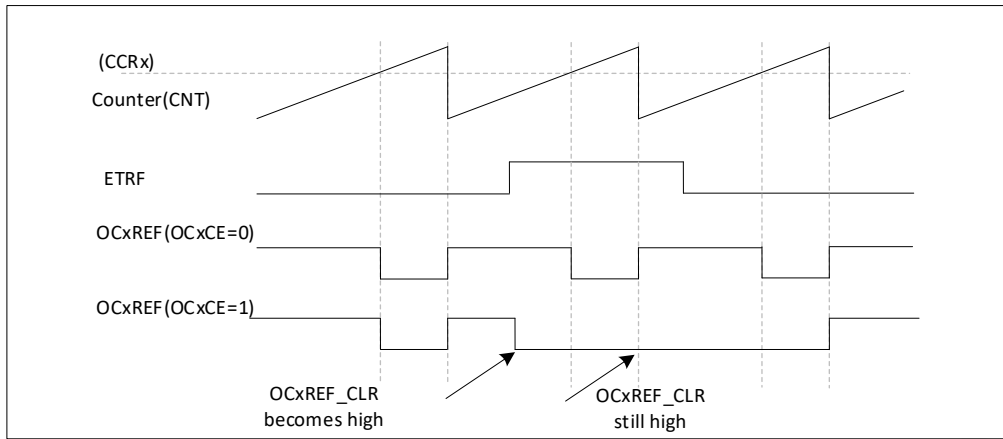 (CCRx)
Counter(CNT)
ETRF
OCxREF(OCxCE=0)
OCxREF(OCxCE=1)
OCxREF_CLR
becomes high
OCxREF_CLR
still high